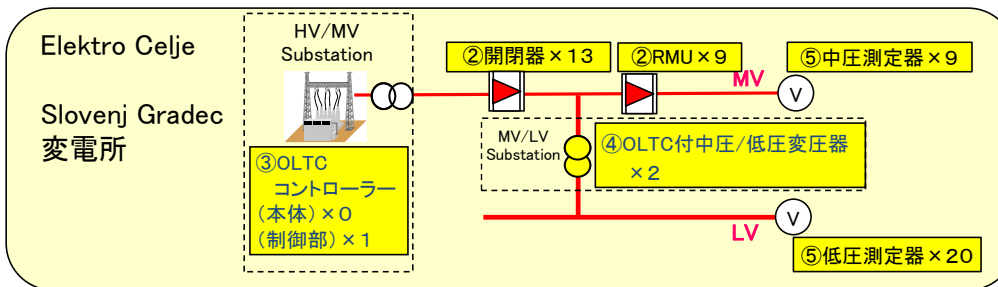 Elektro Celje
Slovenj Gradec
変電所
HV/MV
Substation
③OLTC
コントローラー
(本体)×0
(制御部)×1
②開閉器×13
②RMU×9
⑤中圧測定器×9
MV
V
MV/LV
Substation
④OLTC付中圧/低圧変圧器
×2
V
LV
⑤低圧測定器×20